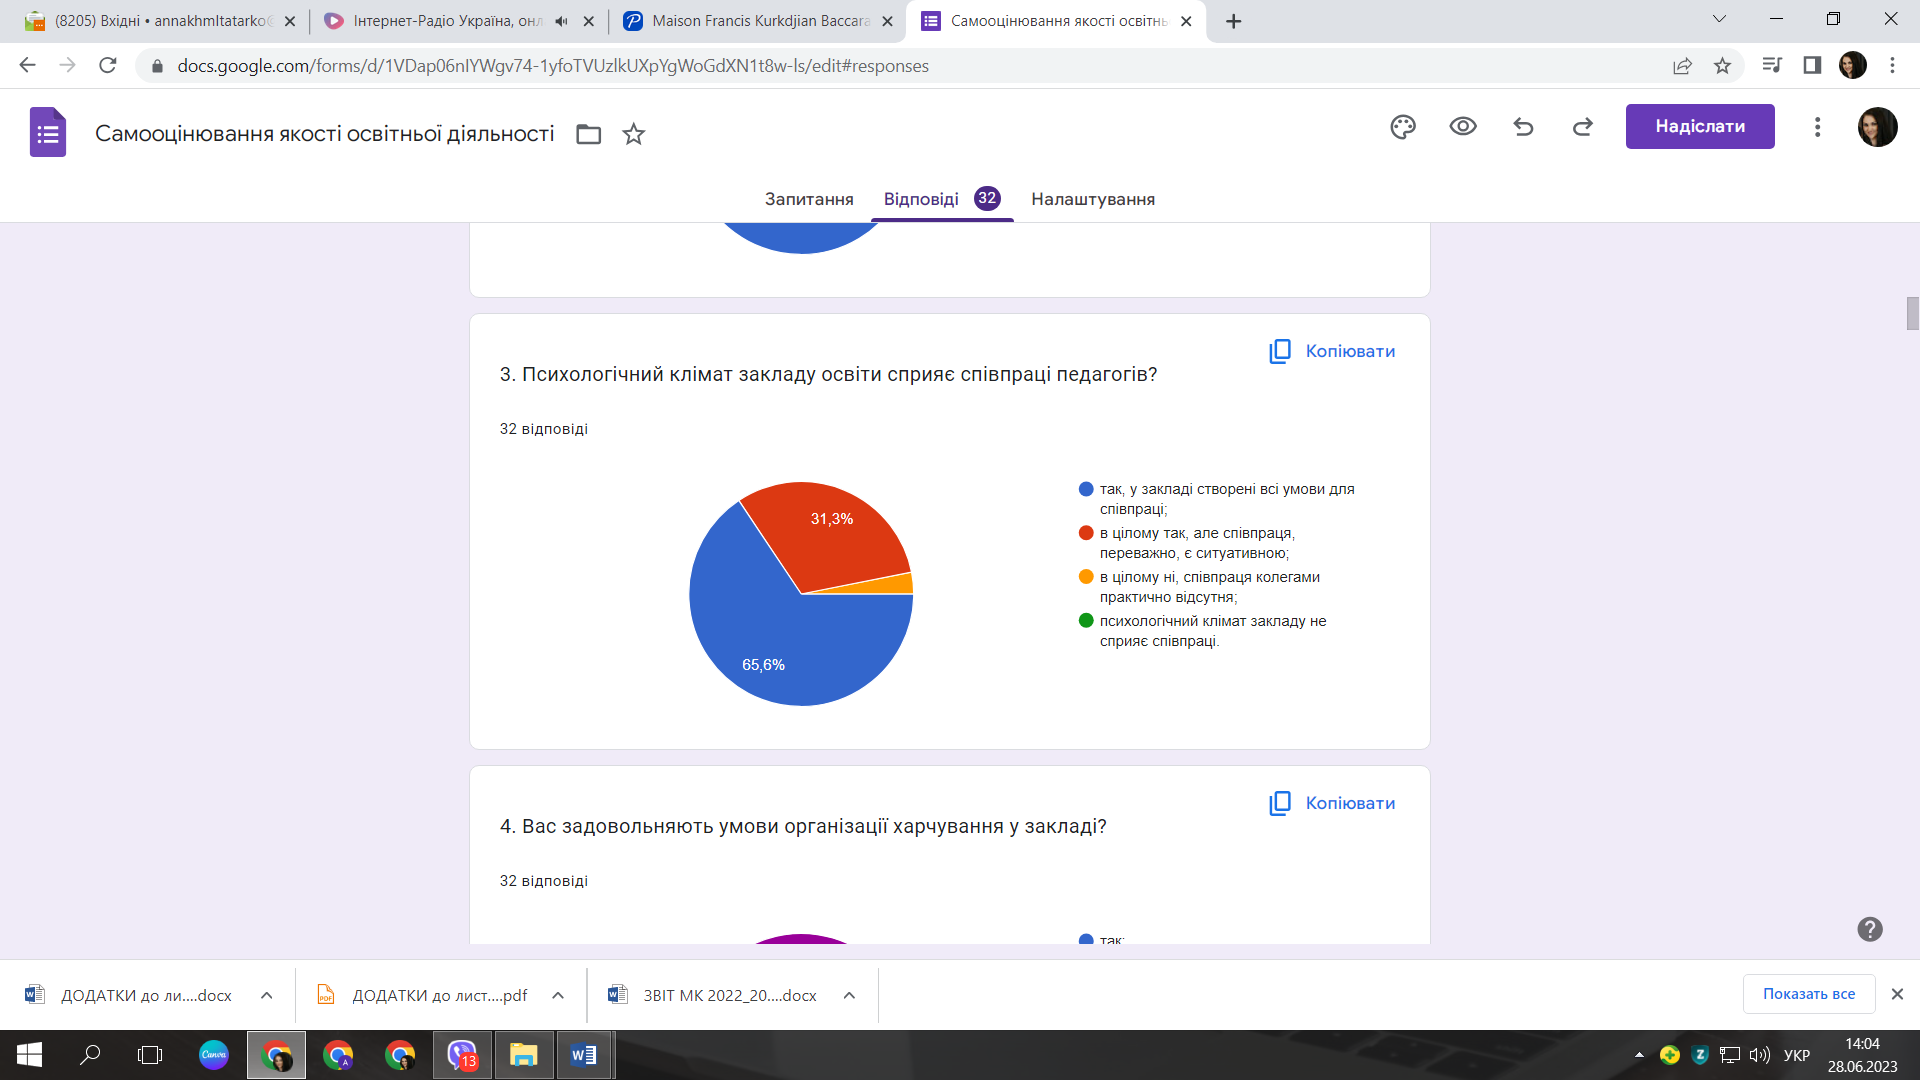 (8205) Вхідні • annakhmltatarko@
Інтернет-Радіо Україна, онл
Maison Francis Kurkdjian Baccara
Самооцінювання якості освітнь
docs.google.com/forms/d/1VDap06nIYWgv74-1yfoTVUzlkUXpYgWoGdXN1t8w-ls/edit#responses
Самооцінювання якості освітньої діяльності
Надіслати
Запитання
Відповіді 32
Налаштування
Копіювати
3. Психологічний клімат закладу освіти сприяє співпраці педагогів?
32 відповіді
31,3%
65,6%
так, у закладі створені всі умови для
співпраці;
в цілому так, але співпраця,
переважно, є ситуативною;
в цілому ні, співпраця колегами
практично відсутня;
психологічний клімат закладу не
сприяє співпраці.
Копіювати
4. Вас задовольняють умови організації харчування у закладі?
32 відповіді
так;
ДОДАТКИ до ли....docx
PDF
ДОДАТКИ до лист....pdf
ЗВІТ МК 2022_20....docx
Показать все
Canva
A
13
W
Z
УКР
14:04
28.06.2023